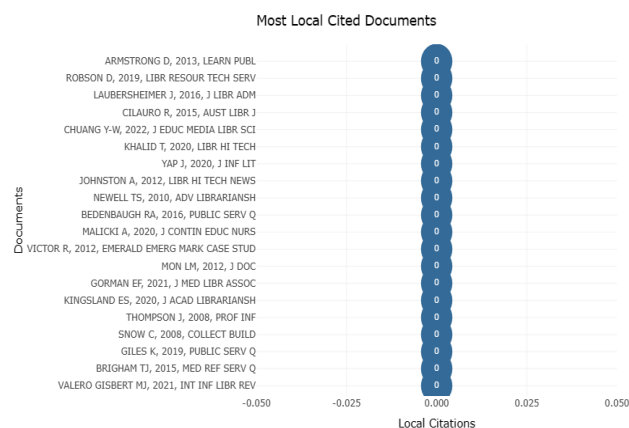 Most Local Cited Documents
Documents
ARMSTRONG D, 2013, LEARN PUBL 0
ROBSON D, 2019, LIBR RESOUR TECH SERV 0
LAUBERSHEIMER J, 2016, J LIBR ADM 0
CILAURO R, 2015, AUST LIBR J 0
CHUANG Y-W, 2022, J EDUC MEDIA LIBR SCI 0
KHALID T, 2020, LIBR HI TECH 0
YAP J, 2020, J INF LIT 0
JOHNSTON A, 2012, LIBR HI TECH NEWS 0
NEWELL TS, 2010, ADV LIBRARIANSH 0
BEDENBAUGH RA, 2016, PUBLIC SERV Q 0
MALICKI A, 2020, J CONTIN EDUC NURS 0
VICTOR R, 2012, EMERALD EMERG MARK CASE STUD 0
MON LM, 2012, J DOC 0
GORMAN EF, 2021, J MED LIBR ASSOC 0
KINGSLAND ES, 2020, J ACAD LIBRARIANSH 0
THOMPSON J, 2008, PROF INF 0
SNOW C, 2008, COLLECT BUILD 0
GILES K, 2019, PUBLIC SERV Q 0
BRIGHAM TJ, 2015, MED REF SERV Q 0
VALERO GISBERT MJ, 2021, INT INF LIBR REV 0
-0.050 -0.025 0.000 0.025 0.050
Local Citations